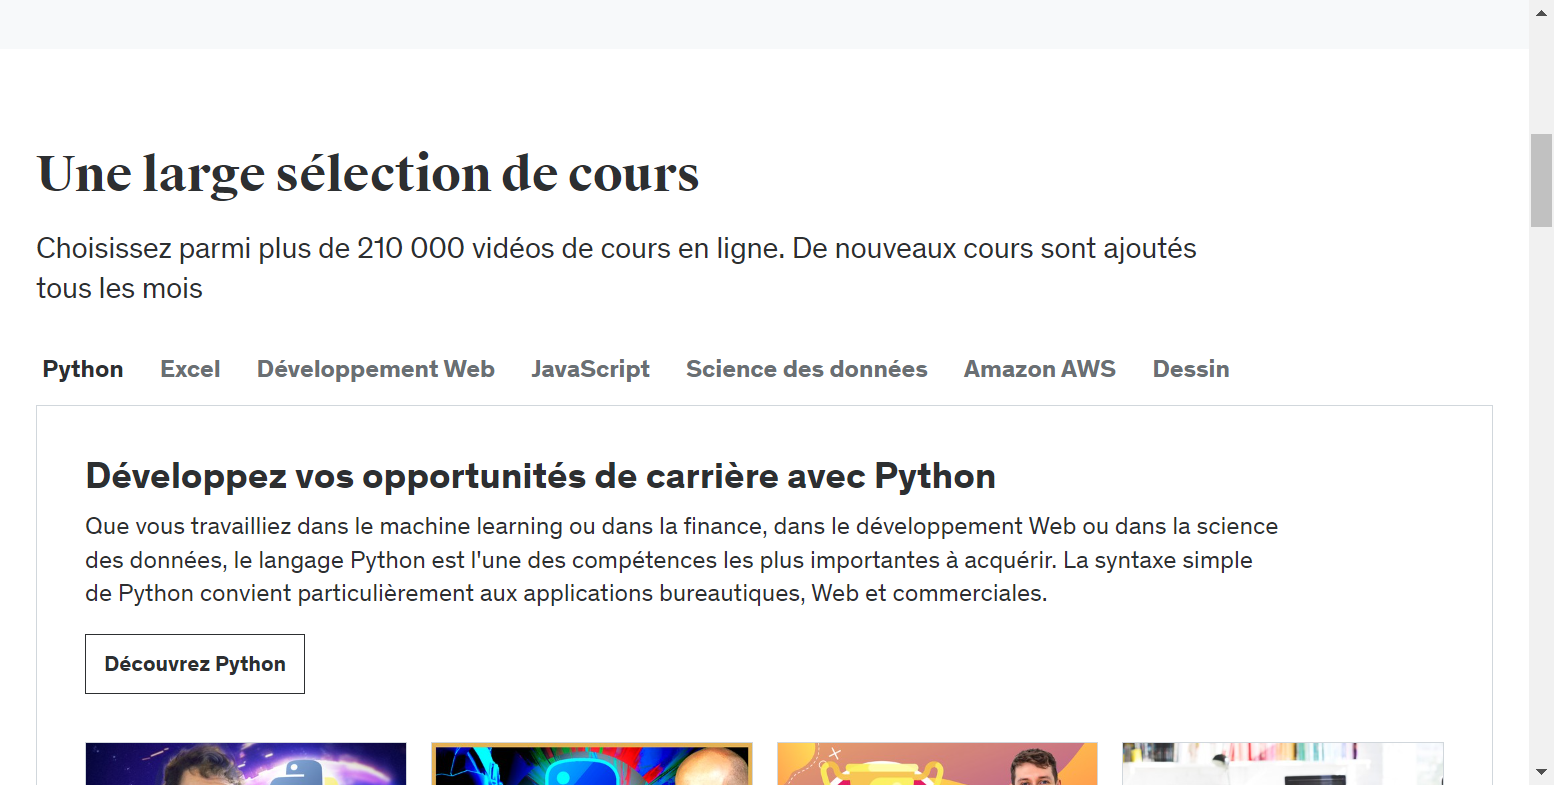 Une large sélection de cours
Choisissez parmi plus de 210 000 vidéos de cours en ligne. De nouveaux cours sont ajoutés
tous les mois
Python Excel Développement Web JavaScript Science des données Amazon AWS Dessin
Développez vos opportunités de carrière avec Python
Que vous travailliez dans le machine learning ou dans la finance, dans le développement Web ou dans la science
des données, le langage Python est l'une des compétences les plus importantes à acquérir. La syntaxe simple
de Python convient particulièrement aux applications bureautiques, Web et commerciales.
Découvrez Python